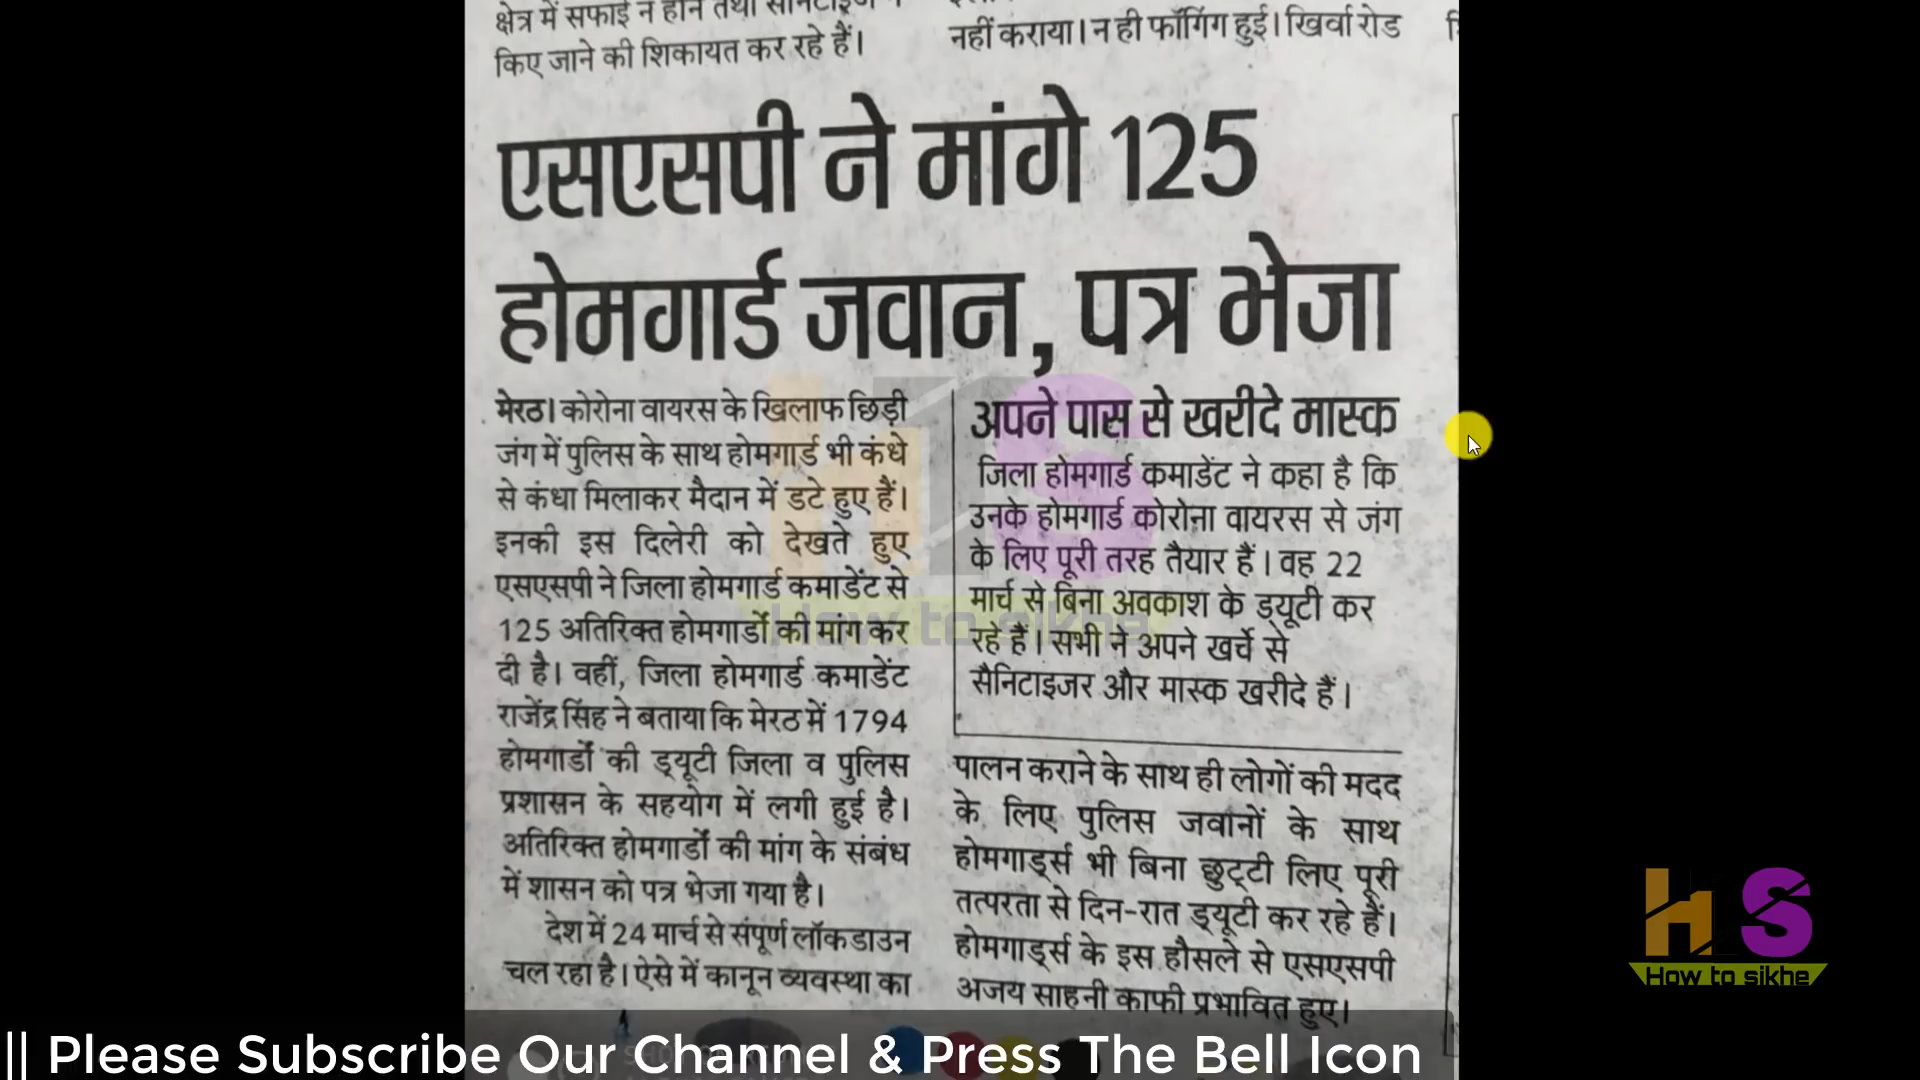 क्षेत्र में सफाई न होने तथा
किए जाने की शिकायत कर रहे हैं।
नहीं कराया। न ही फॉगिंग हुई। खिर्वा रोड
एसएसपी ने मांगे 125
होमगार्ड जवान, पत्र भेजा
मेरठ। कोरोना वायरस के खिलाफ छिड़ी
जंग में पुलिस के साथ होमगार्ड भी कंधे
से कंधा मिलाकर मैदान में डटे हुए हैं।
इनकी इस दिलेरी को देखते हुए
एसएसपी ने जिला होमगार्ड कमाडेंट से
125 अतिरिक्त होमगार्डों की मांग कर
दी है। वहीं, जिला होमगार्ड कमाडेंट
राजेंद्र सिंह ने बताया कि मेरठ में 1794
होमगार्डों की ड्यूटी जिला व पुलिस
प्रशासन के सहयोग में लगी हुई है।
अतिरिक्त होमगार्डों की मांग के संबंध
में शासन को पत्र भेजा गया है।
देश में 24 मार्च से संपूर्ण लॉकडाउन
चल रहा है। ऐसे में कानून व्यवस्था का
अपने पास से खरीदे मास्क
जिला होमगार्ड कमाडेंट ने कहा है कि
उनके होमगार्ड कोरोना वायरस से जंग
के लिए पूरी तरह तैयार हैं। वह 22
मार्च से बिना अवकाश के ड्यूटी कर
रहे हैं। सभी ने अपने खर्चे से
सैनिटाइजर और मास्क खरीदे हैं।
पालन कराने के साथ ही लोगों की मदद
के लिए पुलिस जवानों के साथ
होमगार्ड्स भी बिना छुट्टी लिए पूरी
तत्परता से दिन-रात ड्यूटी कर रहे हैं।
होमगार्ड्स के इस हौसले से एसएसपी
अजय साहनी काफी प्रभावित हुए।
HTS
How to sikhe
HTS
How to sikhe
|| Please Subscribe Our Channel & Press The Bell Icon